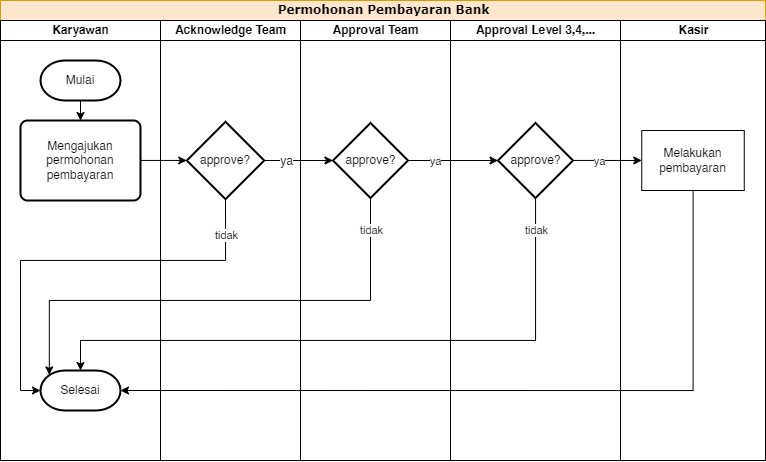 Permohonan Pembayaran Bank
Karyawan
Acknowledge Team
Approval Team
Approval Level 3,4,...
Kasir
Mulai
Mengajukan
permohonan
pembayaran
approve?
ya
approve?
ya
approve?
ya
Melakukan
pembayaran
tidak
tidak
tidak
Selesai